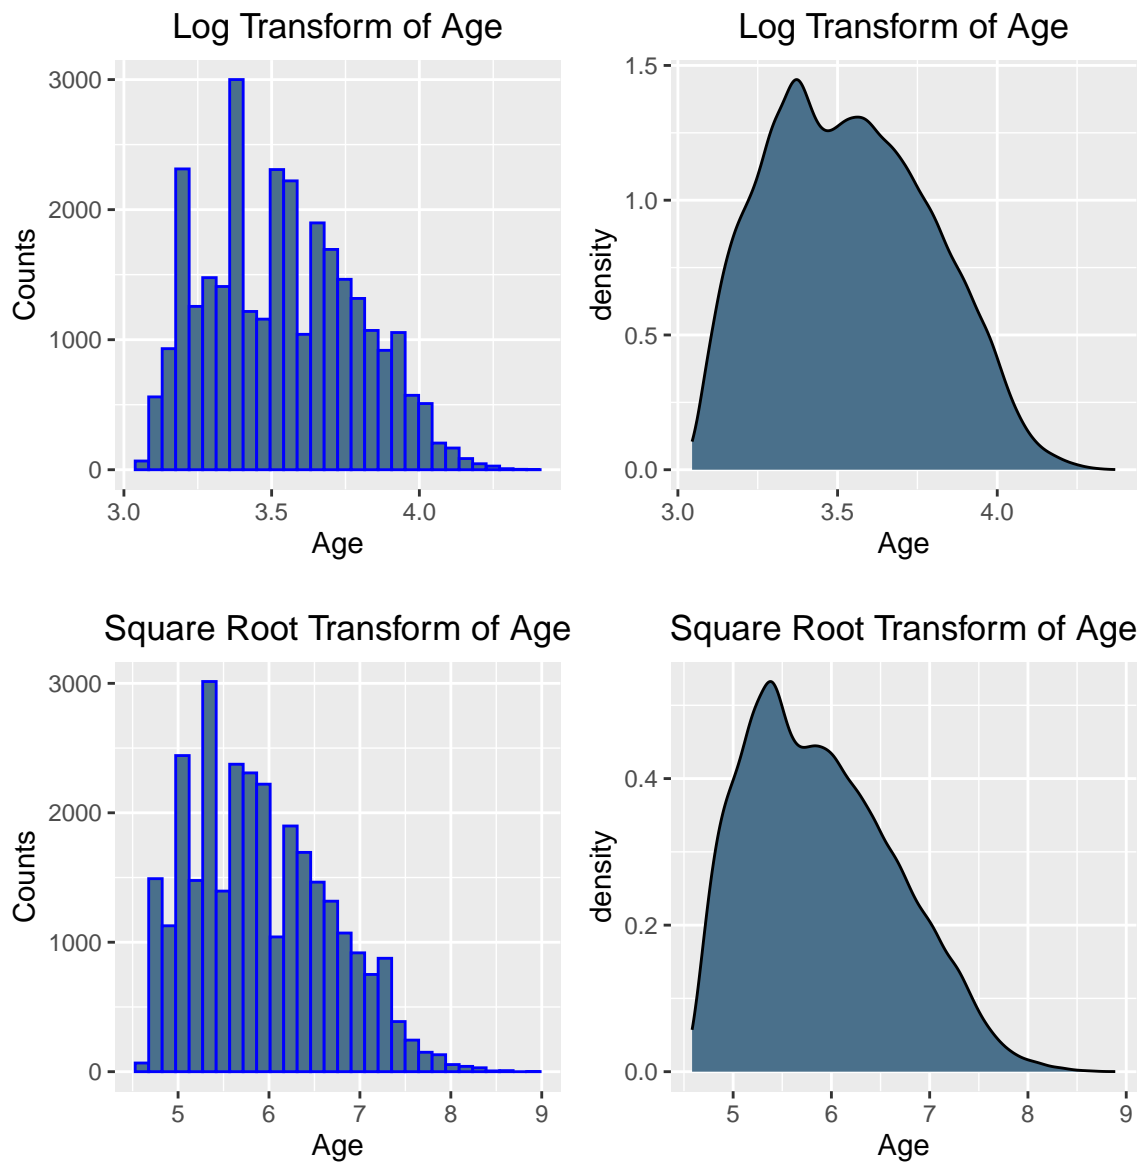 Log Transform of Age
3000
2000
1000
0
Counts
3.0 3.5 4.0
Age
Log Transform of Age
1.5
1.0
0.5
0.0
density
3.0 3.5 4.0
Age
Square Root Transform of Age
3000
2000
1000
0
Counts
5 6 7 8 9
Age
Square Root Transform of Age
0.4
0.2
0.0
density
5 6 7 8 9
Age